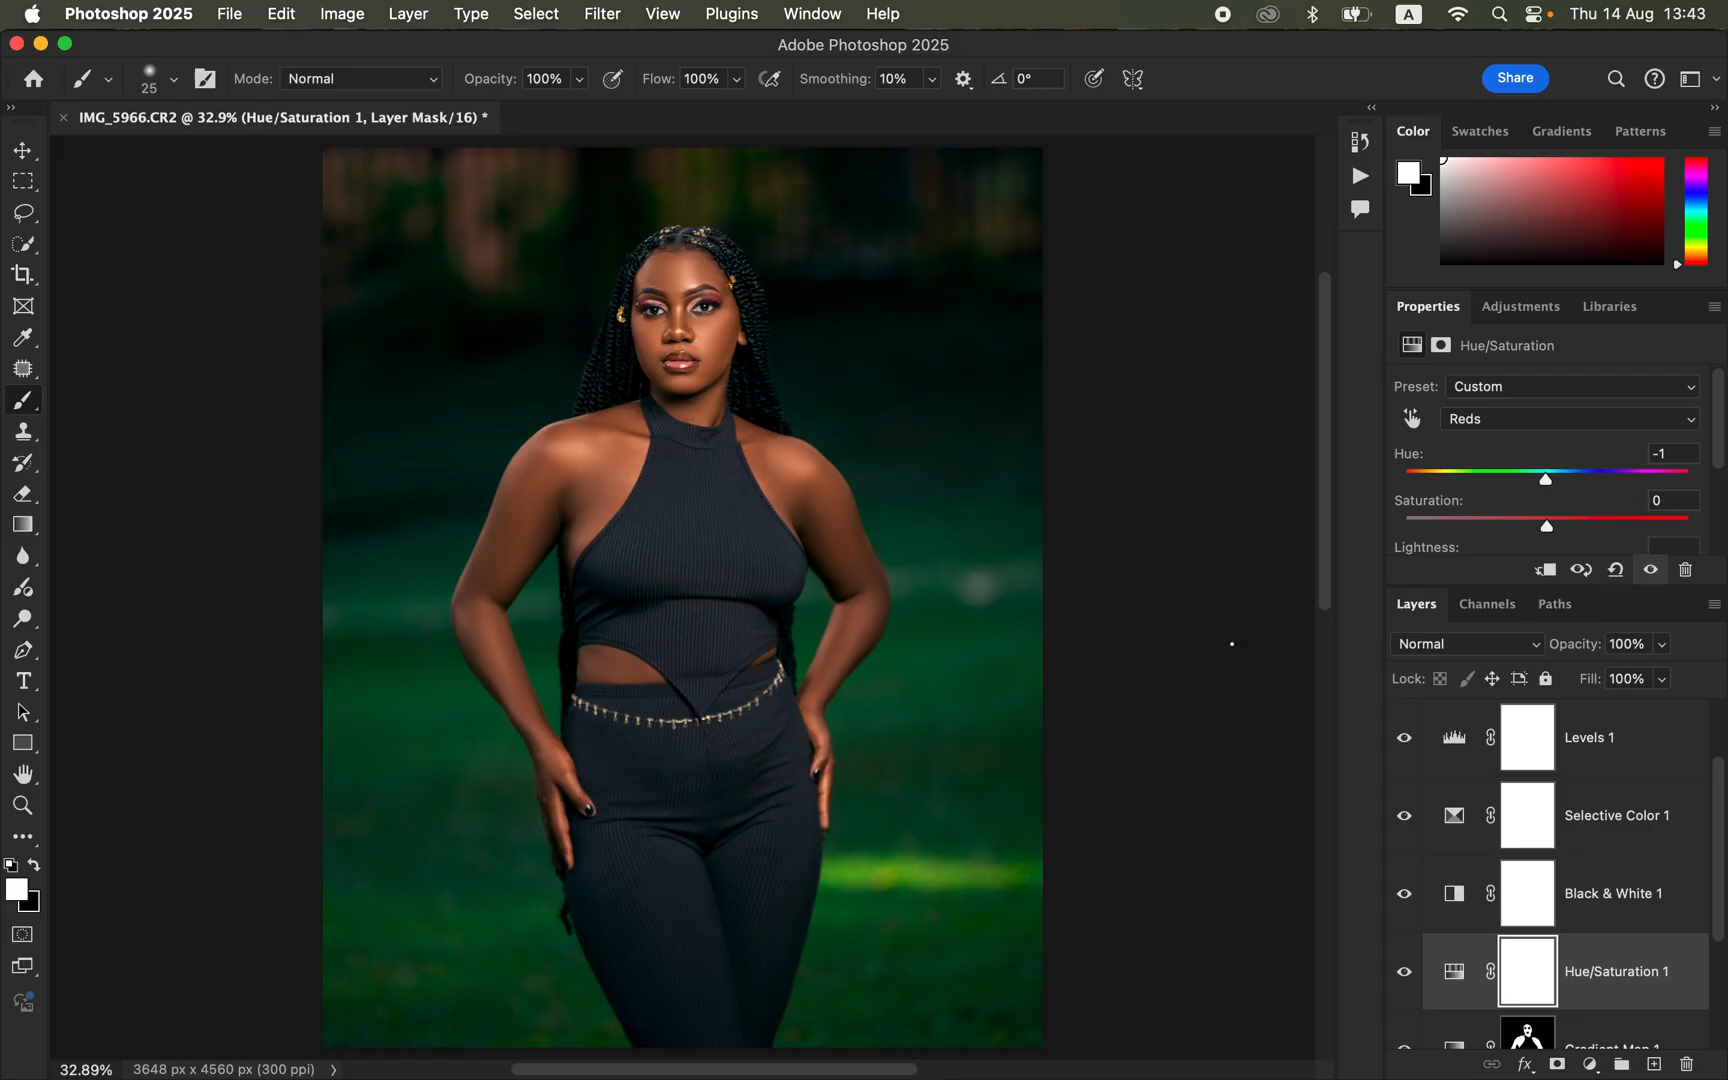 Photoshop 2025 File Edit Image Layer Type Select Filter View Plugins Window Help A Thu 14 Aug 13:43
Adobe Photoshop 2025
25 Mode: Normal Opacity: 100% Flow: 100% Smoothing: 10% 0° Share
IMG_5966.CR2 @ 32.9% (Hue/Saturation 1, Layer Mask/16) *
Color Swatches Gradients Patterns
Properties Adjustments Libraries
Hue/Saturation
Preset: Custom
Reds
Hue: -1
Saturation: 0
Lightness:
Layers Channels Paths
Normal Opacity: 100%
Lock: Fill: 100%
Levels 1
Selective Color 1
Black & White 1
Hue/Saturation 1
Gradient Map 1
fx
32.89% 3648 px x 4560 px (300 ppi)